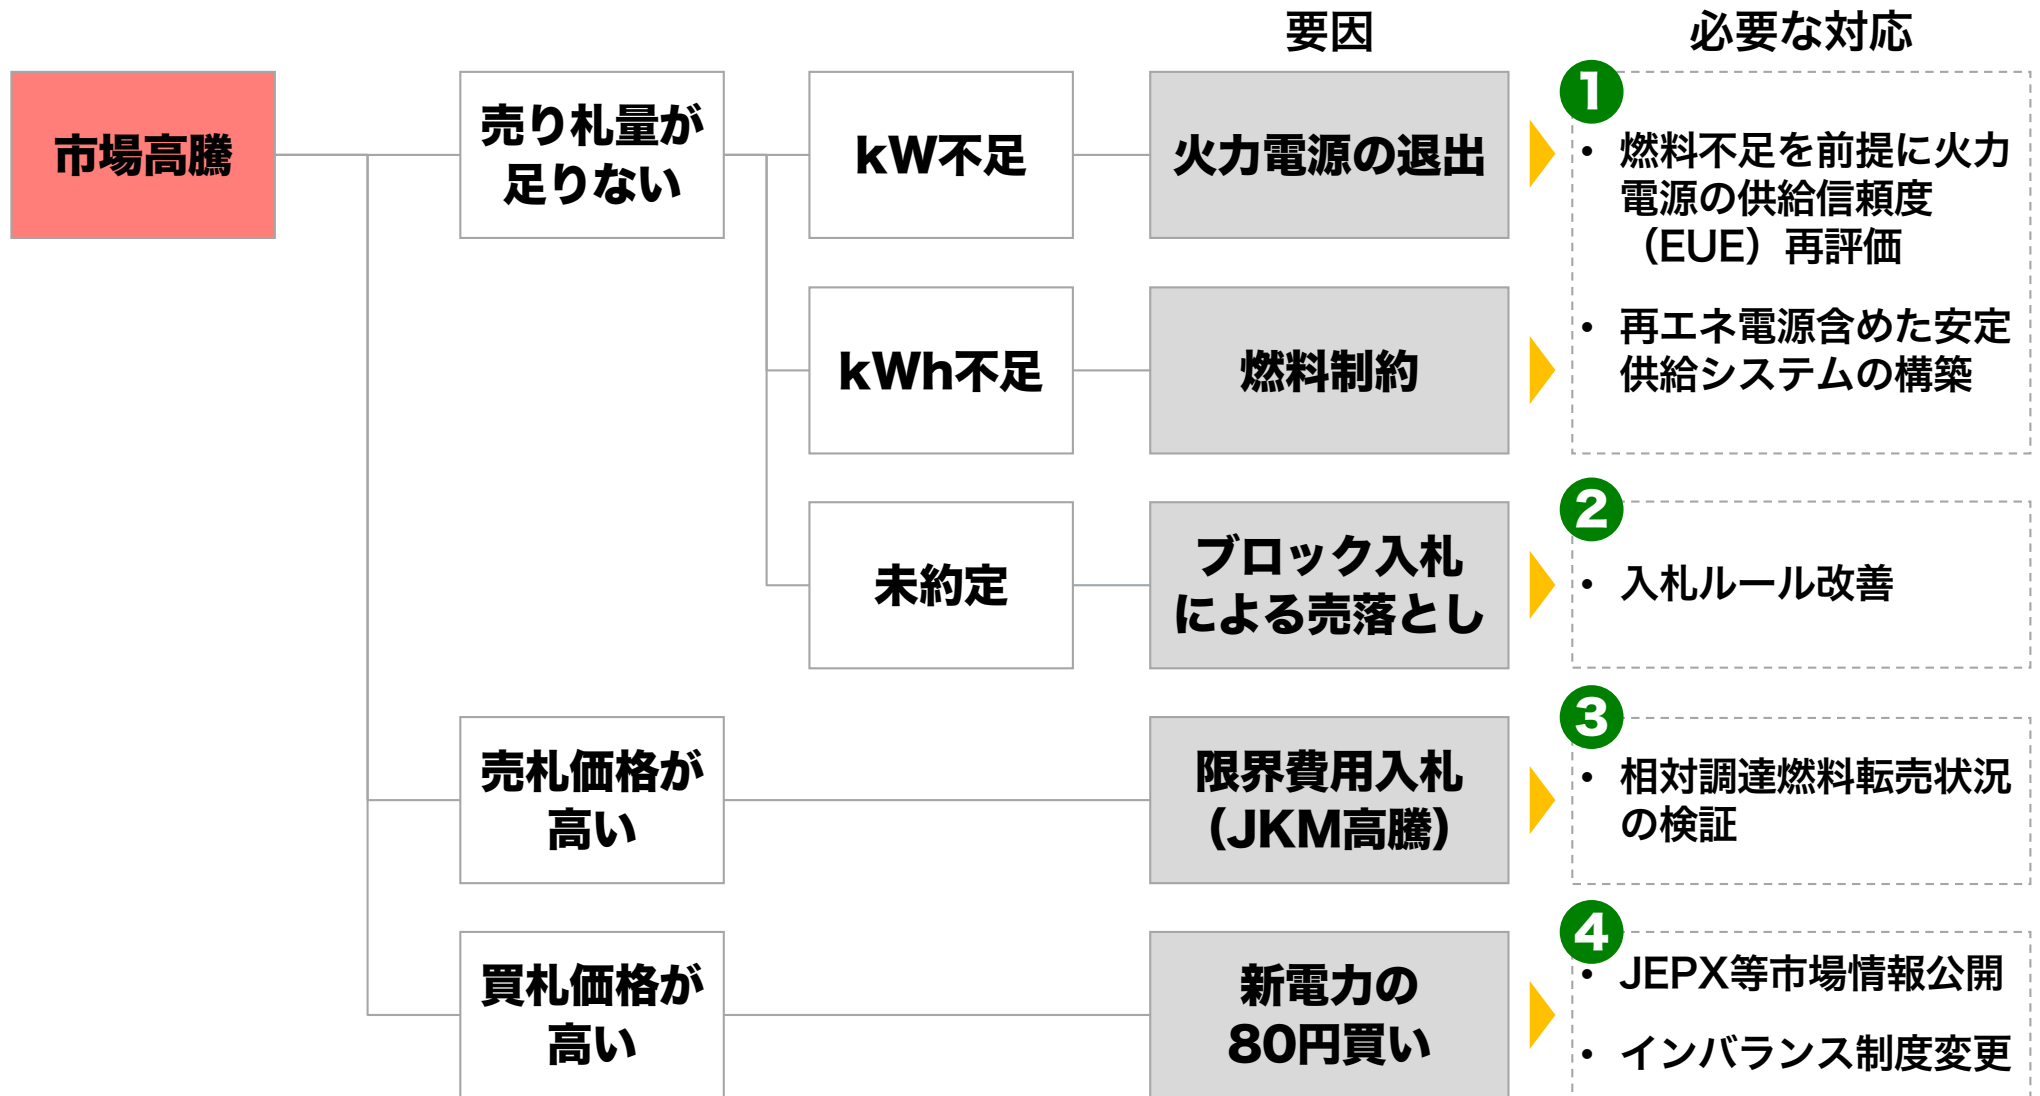 要因
必要な対応
市場高騰
売り札量が
足りない
kW不足
火力電源の退出
1
• 燃料不足を前提に火力
電源の供給信頼度
（EUE）再評価
• 再エネ電源含めた安定
供給システムの構築
kWh不足
燃料制約
未約定
ブロック入札
による売落とし
2
• 入札ルール改善
売札価格が
高い
限界費用入札
（JKM高騰）
3
• 相対調達燃料転売状況
の検証
買札価格が
高い
新電力の
80円買い
4
• JEPX等市場情報公開
• インバランス制度変更